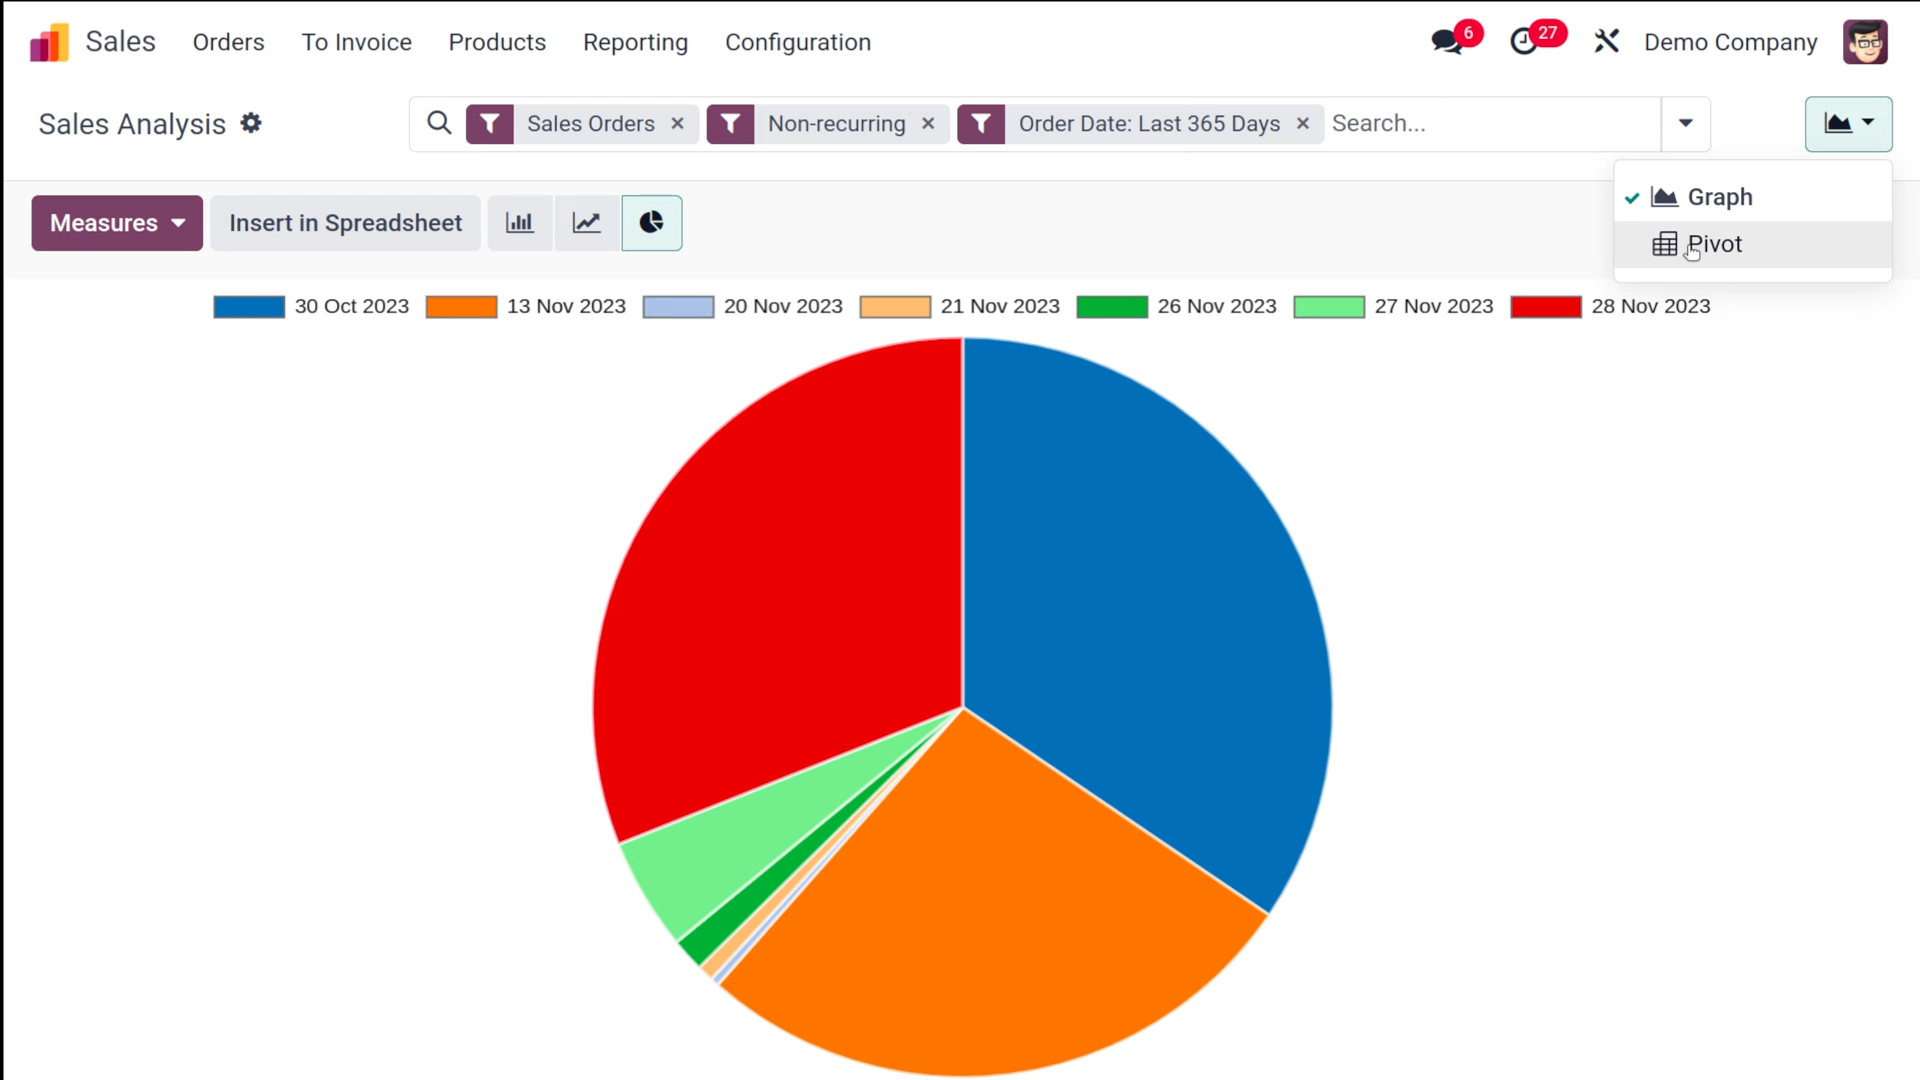 Sales Orders To Invoice Products Reporting Configuration 6 27 Demo Company
Sales Analysis Sales Orders × Non-recurring × Order Date: Last 365 Days × Search...
Graph
Measures Insert in Spreadsheet
Pivot
30 Oct 2023 13 Nov 2023 20 Nov 2023 21 Nov 2023 26 Nov 2023 27 Nov 2023 28 Nov 2023